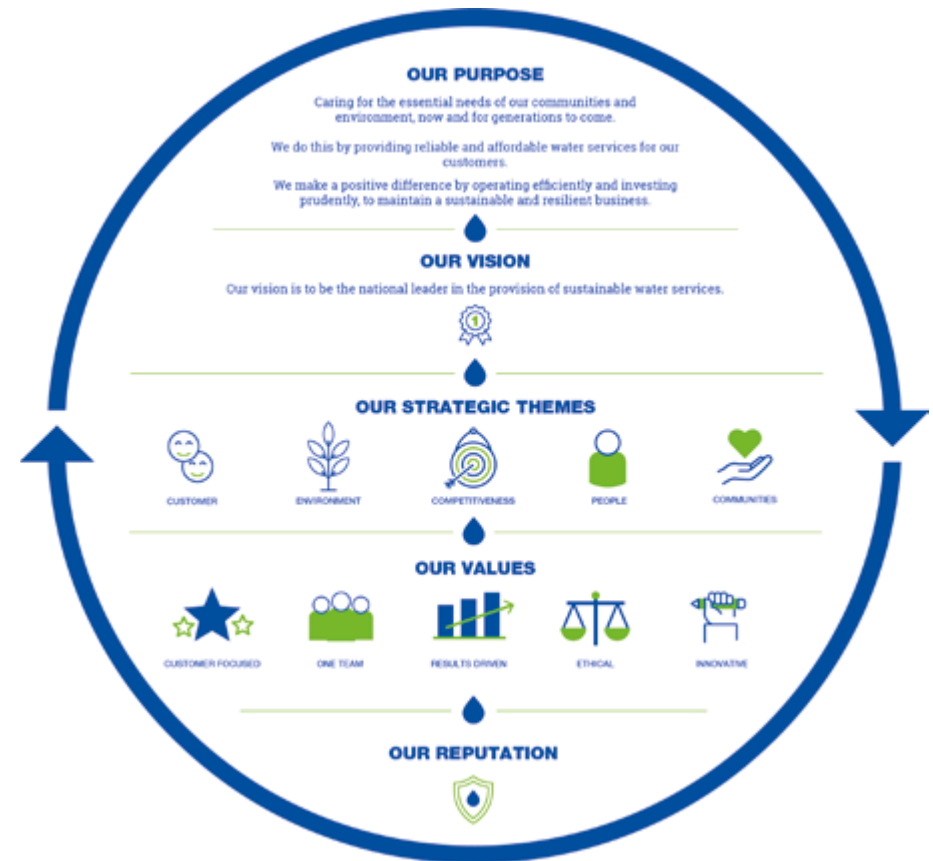 OUR PURPOSE
Caring for the essential needs of our communities and
environment, now and for generations to come.
We do this by providing reliable and affordable water services for our
customers.
We make a positive difference by operating efficiently and investing
prudently, to maintain a sustainable and resilient business.
OUR VISION
Our vision is to be the national leader in the provision of sustainable water services.
1
OUR STRATEGIC THEMES
CUSTOMER ENVIRONMENT COMPETITIVENESS PEOPLE COMMUNITIES
OUR VALUES
CUSTOMER FOCUSED ONE TEAM RESULTS DRIVEN ETHICAL INNOVATIVE
OUR REPUTATION